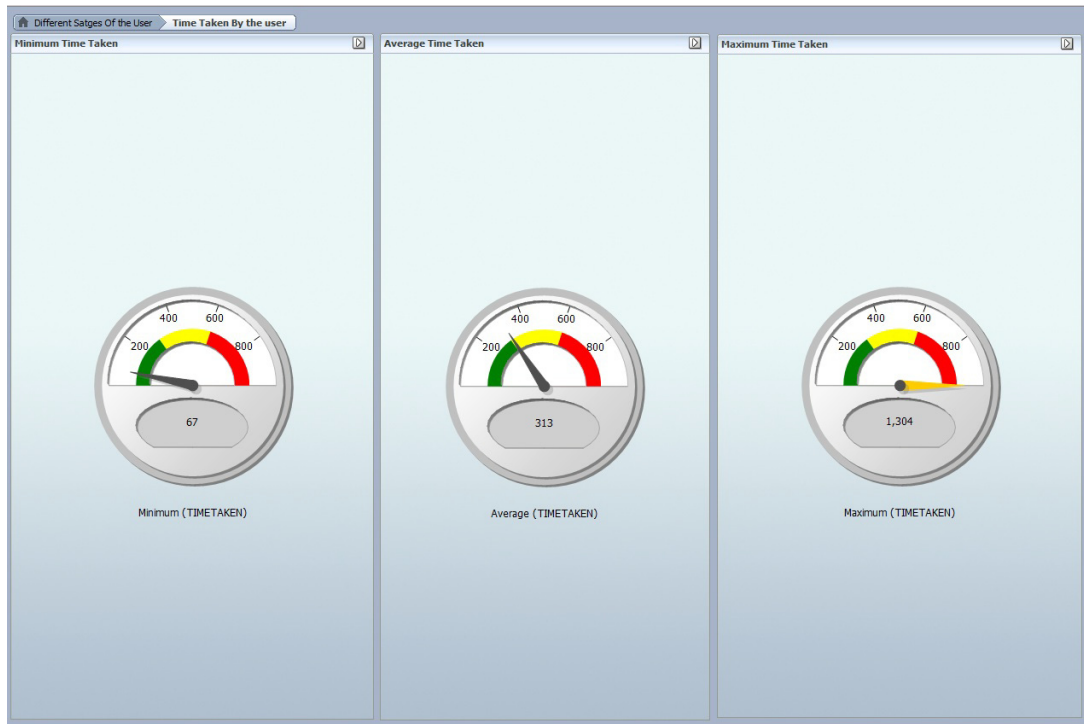 Different Satges Of the User
Time Taken By the user
Minimum Time Taken
200
400
600
800
67
Minimum (TIMETAKEN)
Average Time Taken
200
400
600
800
313
Average (TIMETAKEN)
Maximum Time Taken
200
400
600
800
1,304
Maximum (TIMETAKEN)